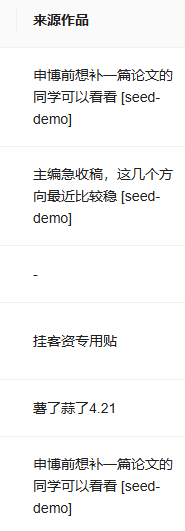 来源作品
申博前想补一篇论文的
同学可以看看 [seed-
demo]
主编急收稿，这几个方
向最近比较稳 [seed-
demo]
-
挂客资专用贴
薯了蒜了4.21
申博前想补一篇论文的
同学可以看看 [seed-
demo]